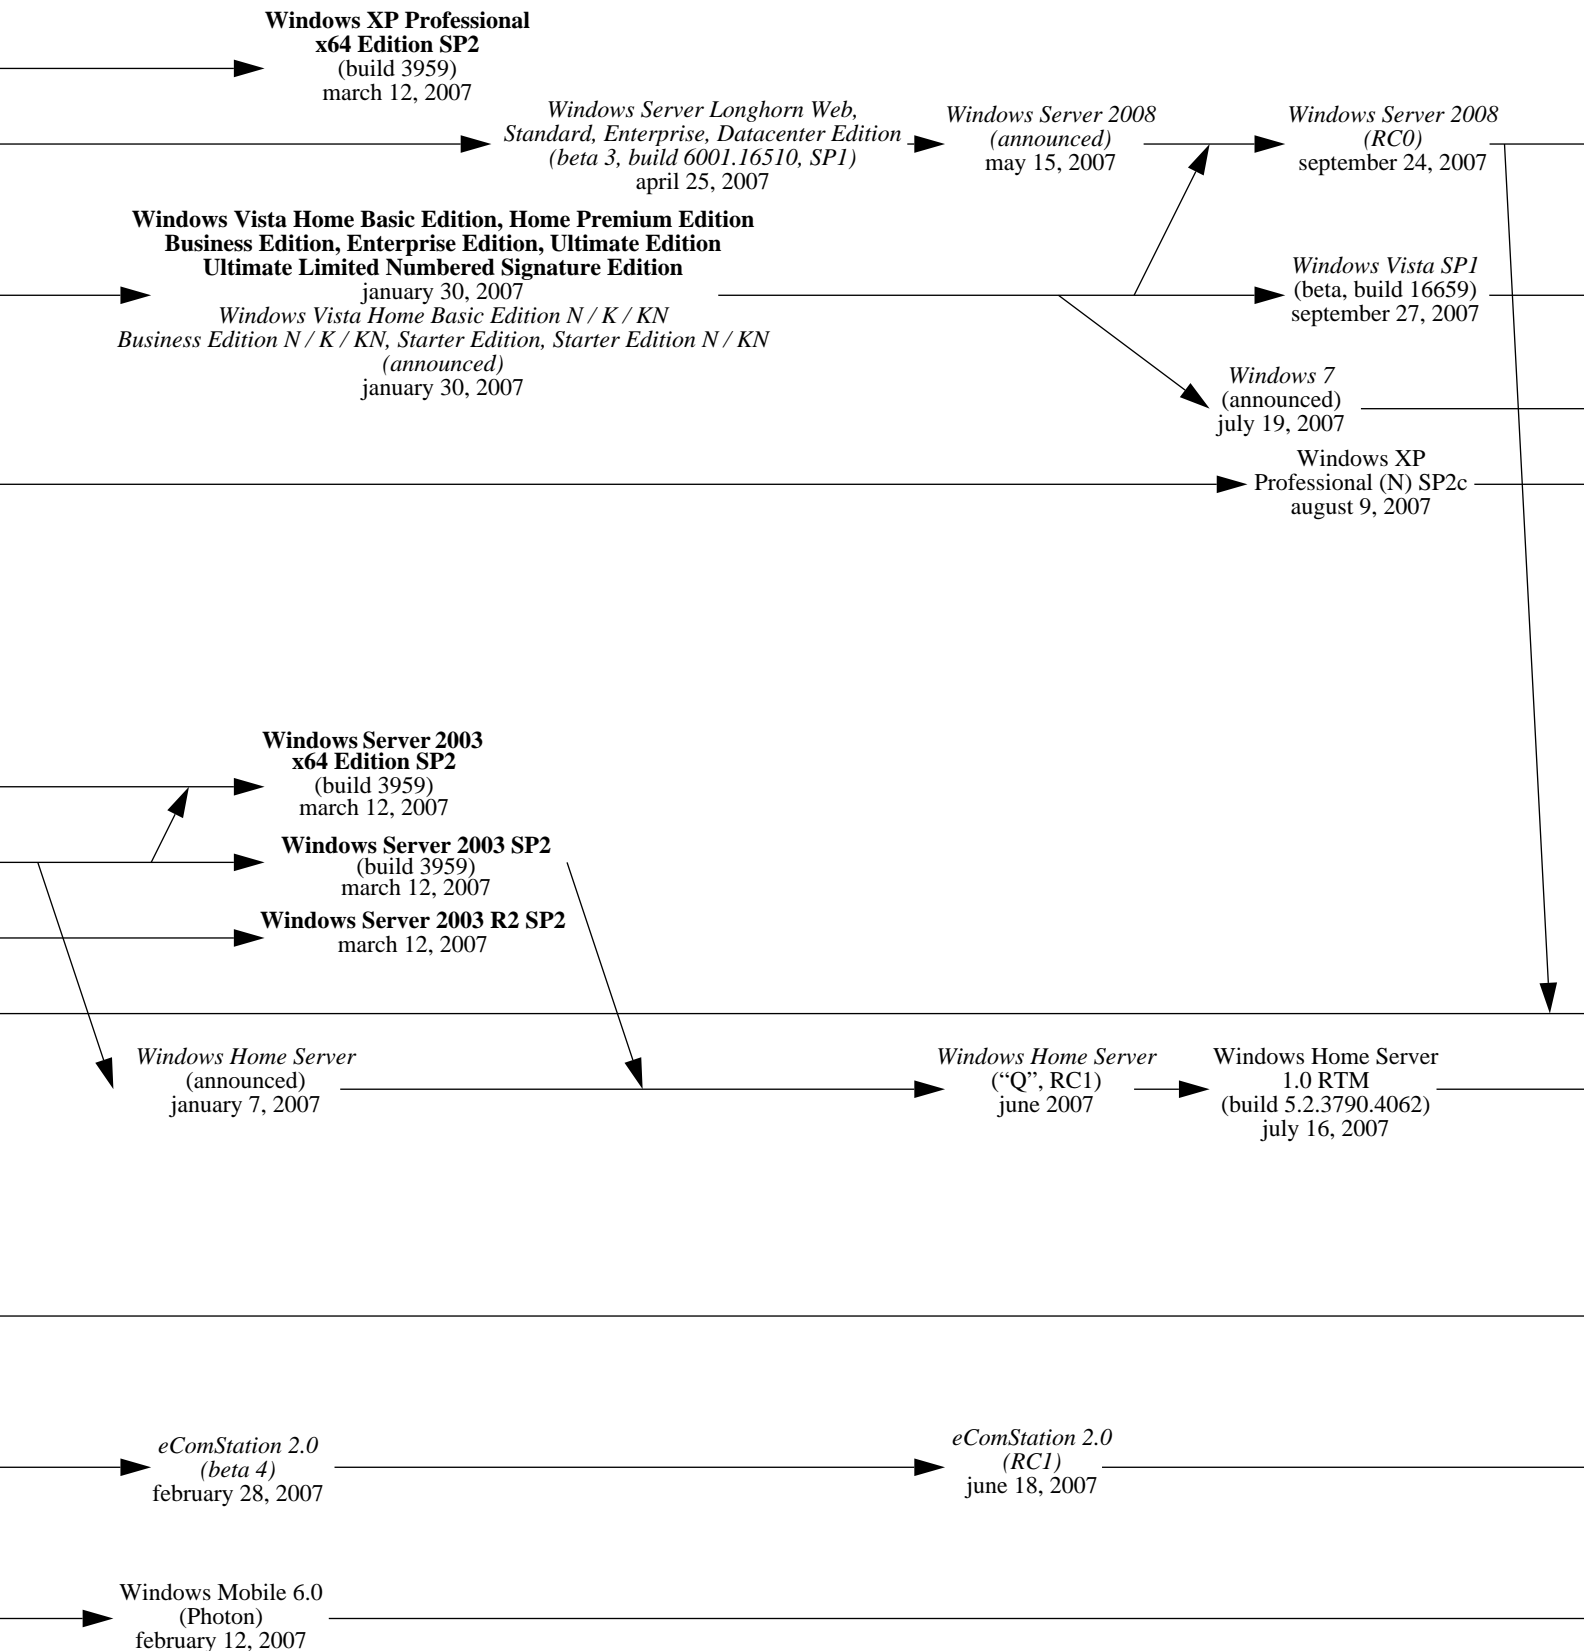 Windows XP Professional
x64 Edition SP2
(build 3959)
march 12, 2007
Windows Server Longhorn Web,
Standard, Enterprise, Datacenter Edition
(beta 3, build 6001.16510, SP1)
april 25, 2007
Windows Server 2008
(announced)
may 15, 2007
Windows Server 2008
(RC0)
september 24, 2007
Windows Vista Home Basic Edition, Home Premium Edition
Business Edition, Enterprise Edition, Ultimate Edition
Ultimate Limited Numbered Signature Edition
january 30, 2007
Windows Vista Home Basic Edition N / K / KN
Business Edition N / K / KN, Starter Edition, Starter Edition N / KN
(announced)
january 30, 2007
Windows Vista SP1
(beta, build 16659)
september 27, 2007
Windows 7
(announced)
july 19, 2007
Windows XP
Professional (N) SP2c
august 9, 2007
Windows Server 2003
x64 Edition SP2
(build 3959)
march 12, 2007
Windows Server 2003 SP2
(build 3959)
march 12, 2007
Windows Server 2003 R2 SP2
march 12, 2007
Windows Home Server
(announced)
january 7, 2007
Windows Home Server
(“Q”, RC1)
june 2007
Windows Home Server
1.0 RTM
(build 5.2.3790.4062)
july 16, 2007
eComStation 2.0
(beta 4)
february 28, 2007
eComStation 2.0
(RC1)
june 18, 2007
Windows Mobile 6.0
(Photon)
february 12, 2007